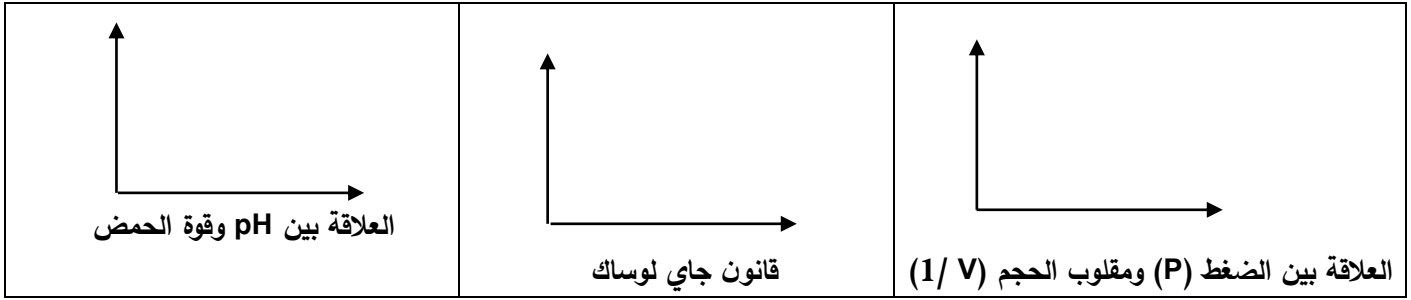 العلاقة بين الضغط (P) ومقلوب الحجم (1/ V)
قانون جاي لوساك
العلاقة بين pH وقوة الحمض